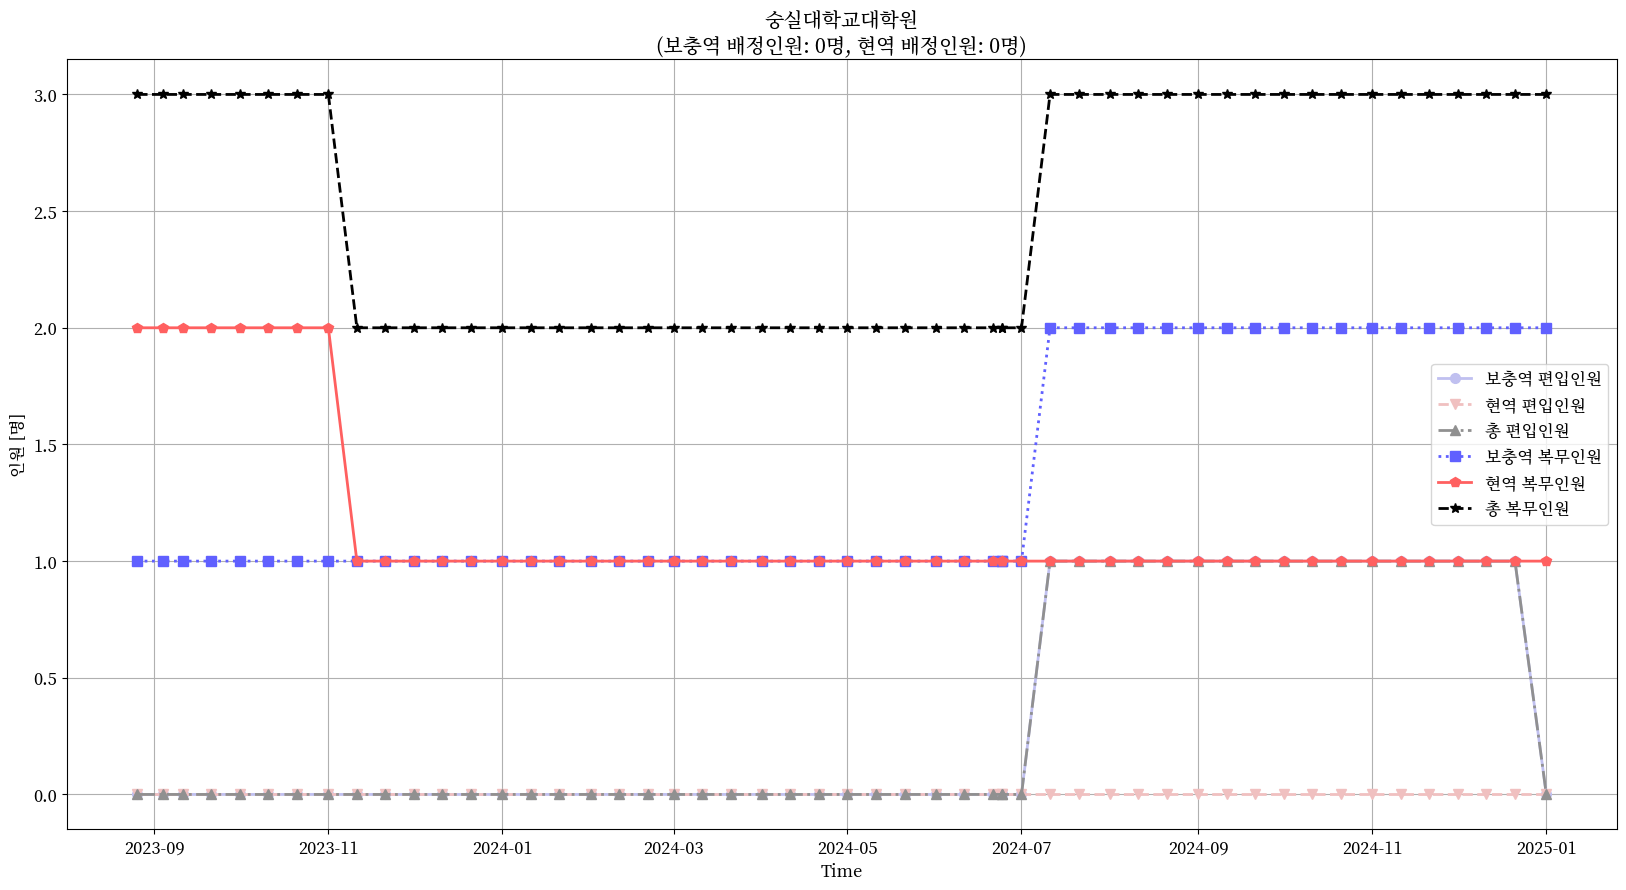 숭실대학교대학원
(보충역 배정인원: 0명, 현역 배정인원: 0명)
인원 [명]
3.0
2.5
2.0
1.5
1.0
0.5
0.0
보충역 편입인원
현역 편입인원
총 편입인원
보충역 복무인원
현역 복무인원
총 복무인원
2023-09 2023-11 2024-01 2024-03 2024-05 2024-07 2024-09 2024-11 2025-01
Time